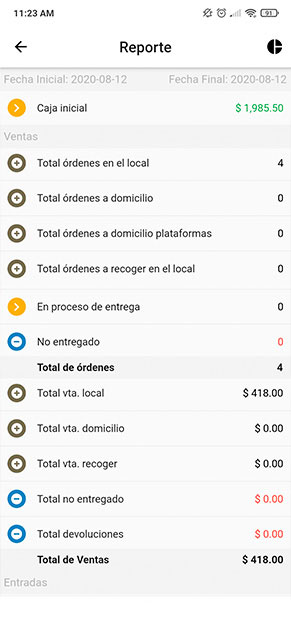 11:23 AM 91
Reporte
Fecha Inicial: 2020-08-12 Fecha Final: 2020-08-12
Caja inicial $ 1,985.50
Ventas
Total órdenes en el local 4
Total órdenes a domicilio 0
Total órdenes a domicilio plataformas 0
Total órdenes a recoger en el local 0
En proceso de entrega 0
No entregado 0
Total de órdenes 4
Total vta. local $ 418.00
Total vta. domicilio $ 0.00
Total vta. recoger $ 0.00
Total no entregado $ 0.00
Total devoluciones $ 0.00
Total de Ventas $ 418.00
Entradas